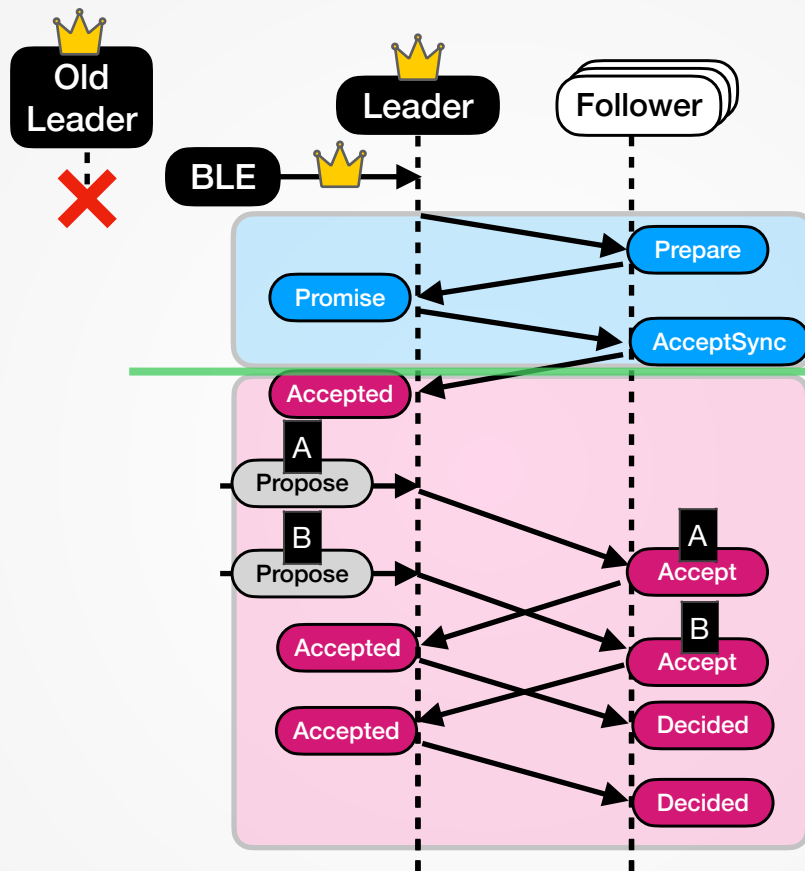 Old
Leader
Leader
Follower
BLE
Prepare
Promise
AcceptSync
Accepted
A
Propose
B
Propose
A
Accept
Accepted
B
Accept
Accepted
Decided
Decided